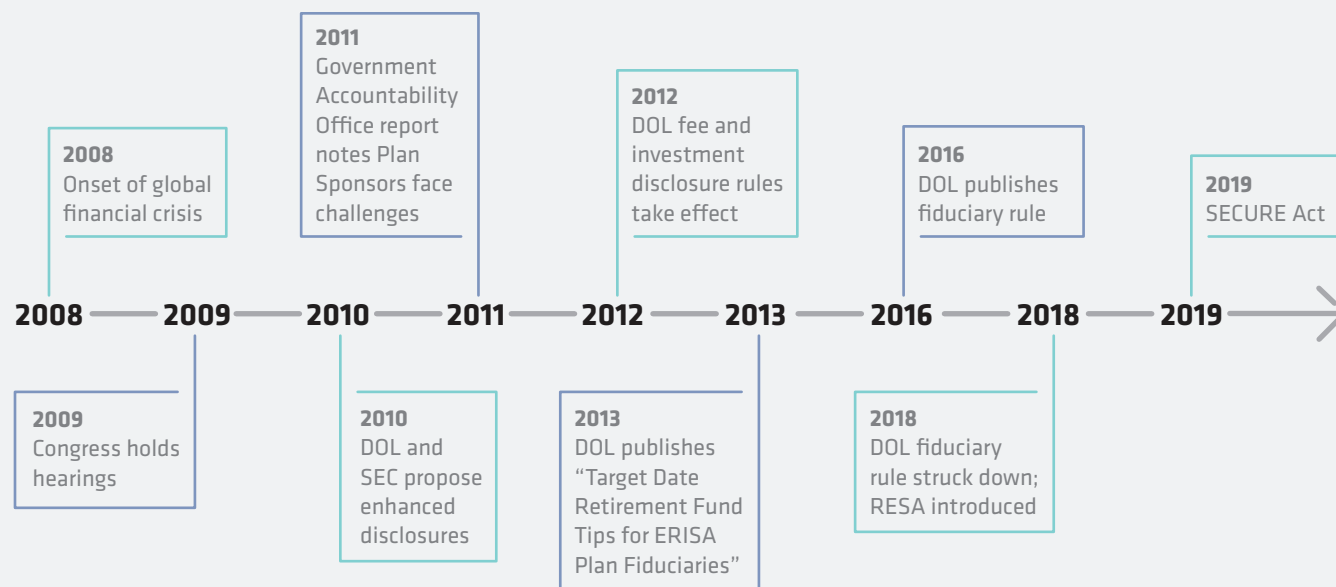 2011
Government
Accountability
Office report
notes Plan
Sponsors face
challenges
2012
DOL fee and
investment
disclosure rules
take effect
2008
Onset of global
financial crisis
2016
DOL publishes
fiduciary rule
2019
SECURE Act
2008 2009 2010 2011 2012 2013 2016 2018 2019
2009
Congress holds
hearings
2010
DOL and
SEC propose
enhanced
disclosures
2013
DOL publishes
“Target Date
Retirement Fund
Tips for ERISA
Plan Fiduciaries”
2018
DOL fiduciary
rule struck down;
RESA introduced